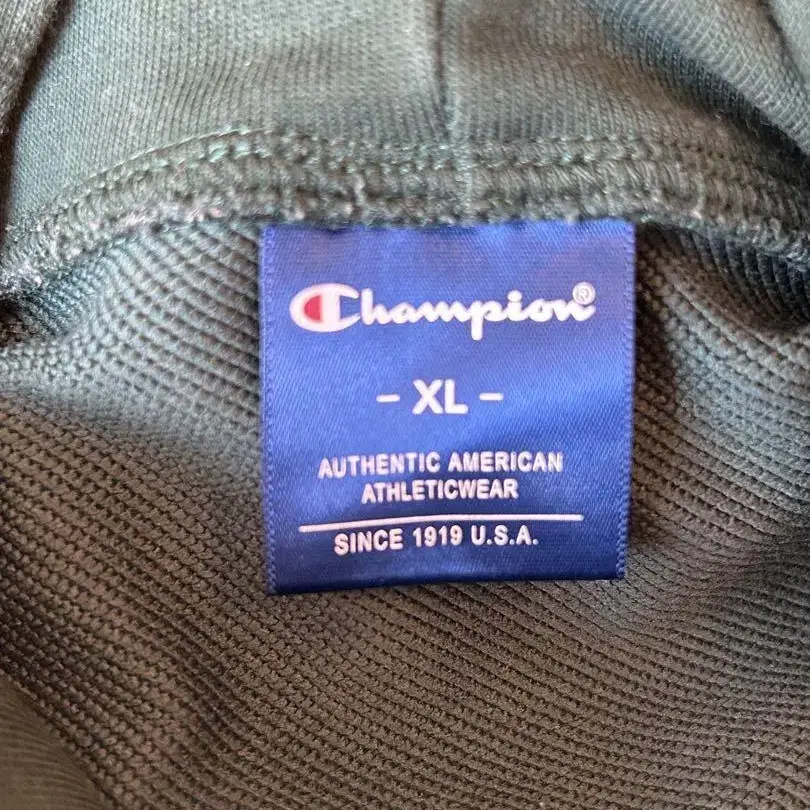 Champion®
- XL -
AUTHENTIC AMERICAN
ATHLETICWEAR
SINCE 1919 U.S.A.